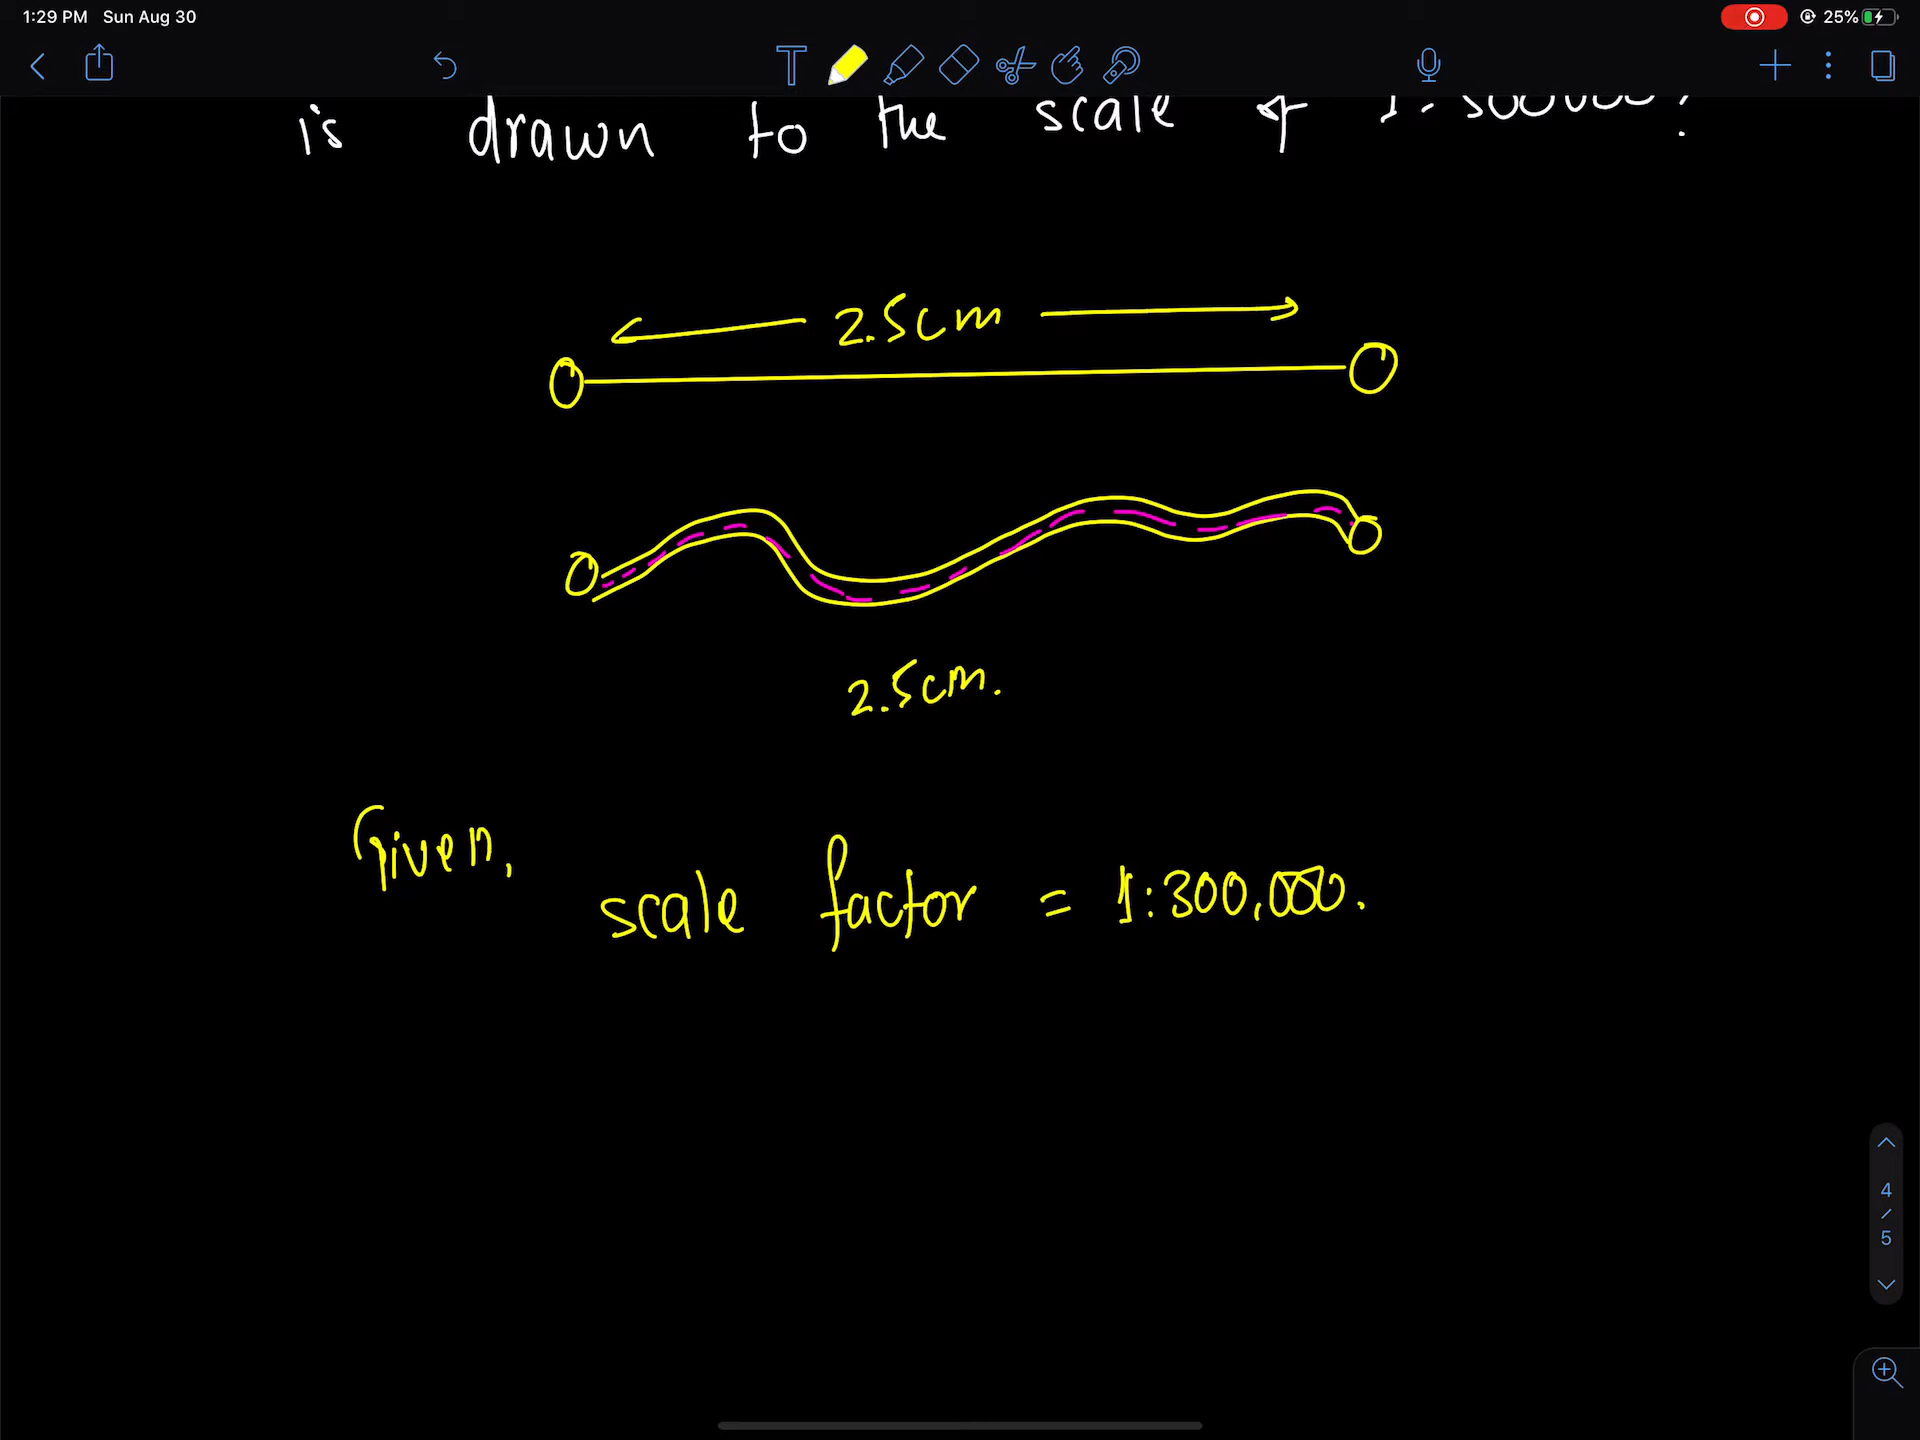 1:29 PM Sun Aug 30
25%
is drawn to the scale of
2.5cm
2.5cm.
Given,
scale factor = 1:300,000.
4
/
5